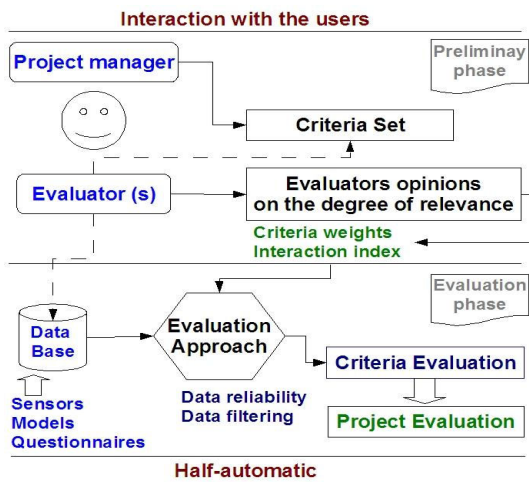 Interaction with the users
Project manager
Preliminay
phase
Criteria Set
Evaluator (s)
Evaluators opinions
on the degree of relevance
Criteria weights
Interaction index
Evaluation
phase
Data
Base
Evaluation
Approach
Criteria Evaluation
Sensors
Models
Questionnaires
Data reliability
Data filtering
Project Evaluation
Half-automatic